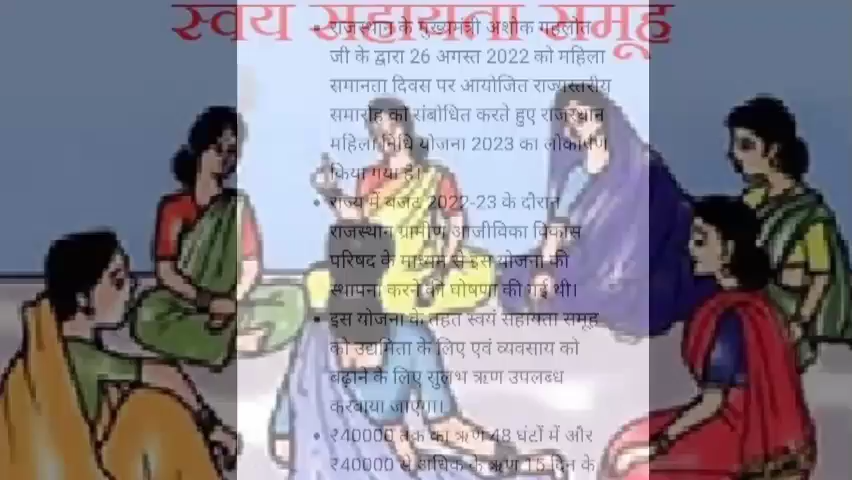 स्वय सहायता समूह
राजस्थान के मुख्यमंत्री अशोक गहलोत
जी के द्वारा 26 अगस्त 2022 को महिला
समानता दिवस पर आयोजित राज्यस्तरीय
समारोह को संबोधित करते हुए राजस्थान
महिला निधि योजना 2023 का लोकार्पण
किया गया है।
राज्य में बजट 2022-23 के दौरान
राजस्थान ग्रामीण आजीविका विकास
परिषद के माध्यम से इस योजना की
स्थापना करने की घोषणा की गई थी।
इस योजना के तहत स्वयं सहायता समूह
को उद्यमिता के लिए एवं व्यवसाय को
बढ़ाने के लिए सुलभ ऋण उपलब्ध
करवाया जाएगा।
₹40000 तक का ऋण 48 घंटों में और
₹40000 से अधिक के ऋण 15 दिन के